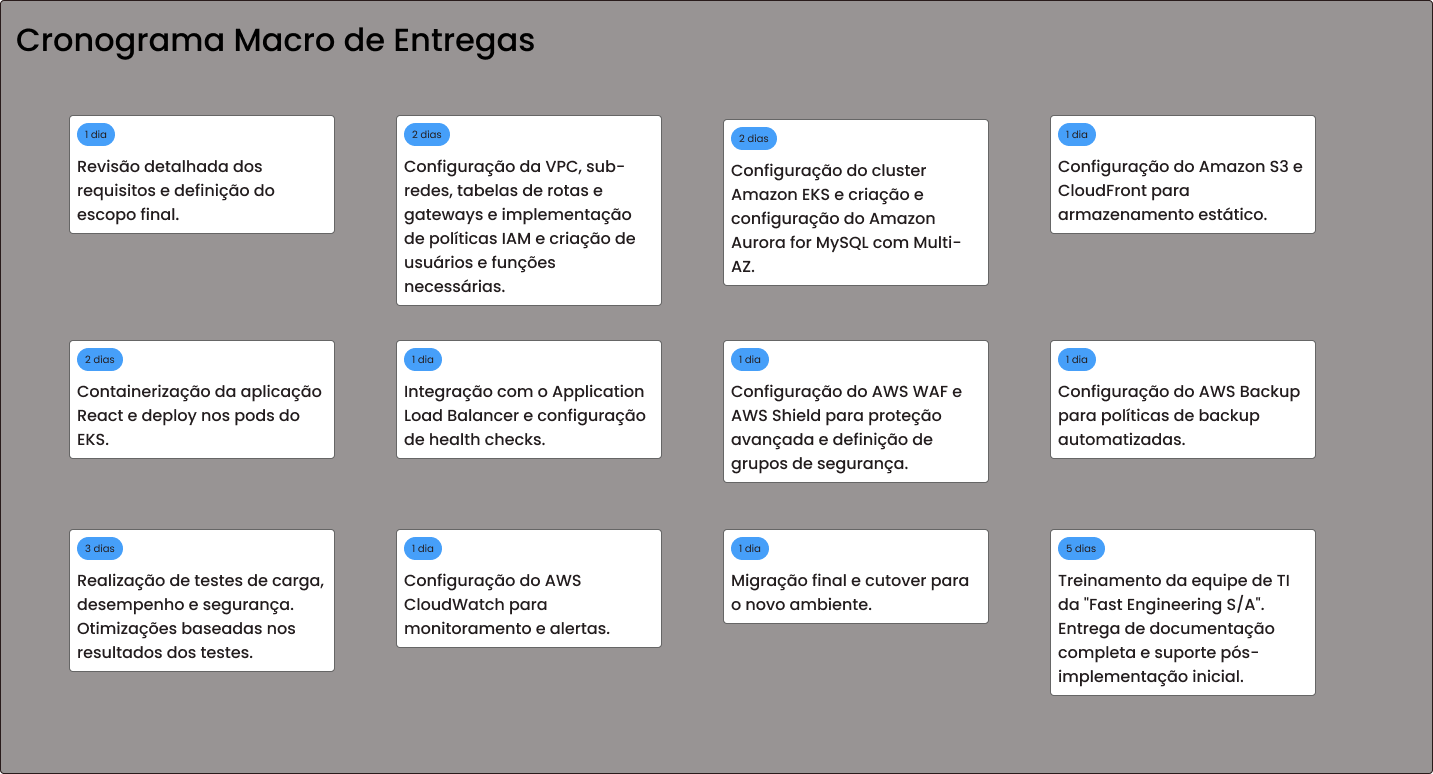 Cronograma Macro de Entregas
1 dia
Revisão detalhada dos
requisitos e definição do
escopo final.
2 dias
Configuração da VPC, sub-
redes, tabelas de rotas e
gateways e implementação
de políticas IAM e criação de
usuários e funções
necessárias.
2 dias
Configuração do cluster
Amazon EKS e criação e
configuração do Amazon
Aurora for MySQL com Multi-
AZ.
1 dia
Configuração do Amazon S3 e
CloudFront para
armazenamento estático.
2 dias
Containerização da aplicação
React e deploy nos pods do
EKS.
1 dia
Integração com o Application
Load Balancer e configuração
de health checks.
1 dia
Configuração do AWS WAF e
AWS Shield para proteção
avançada e definição de
grupos de segurança.
1 dia
Configuração do AWS Backup
para políticas de backup
automatizadas.
3 dias
Realização de testes de carga,
desempenho e segurança.
Otimizações baseadas nos
resultados dos testes.
1 dia
Configuração do AWS
CloudWatch para
monitoramento e alertas.
1 dia
Migração final e cutover para
o novo ambiente.
5 dias
Treinamento da equipe de TI
da "Fast Engineering S/A".
Entrega de documentação
completa e suporte pós-
implementação inicial.